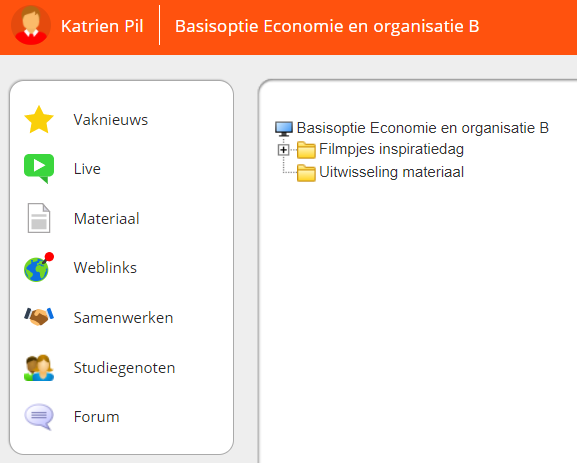 Katrien Pil
Basisoptie Economie en organisatie B
Vaknieuws
Live
Materiaal
Weblinks
Samenwerken
Studiegenoten
Forum
Basisoptie Economie en organisatie B
Filmpjes inspiratiedag
Uitwisseling materiaal